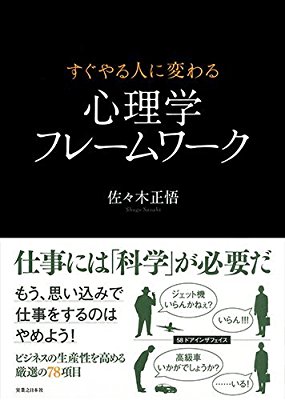 すぐやる人に変わる
心理学
フレームワーク
佐々木正悟
Shogo Sasaki
仕事には「科学」が必要だ
もう、思い込みで
仕事をするのは
やめよう!
ビジネスの生産性を高める
厳選の78項目
実業之日本社
ジェット機
いらんかねぇ?
いらん!!!
58 ドアインザフェイス
高級車
いかがでしょうか?
……いる!